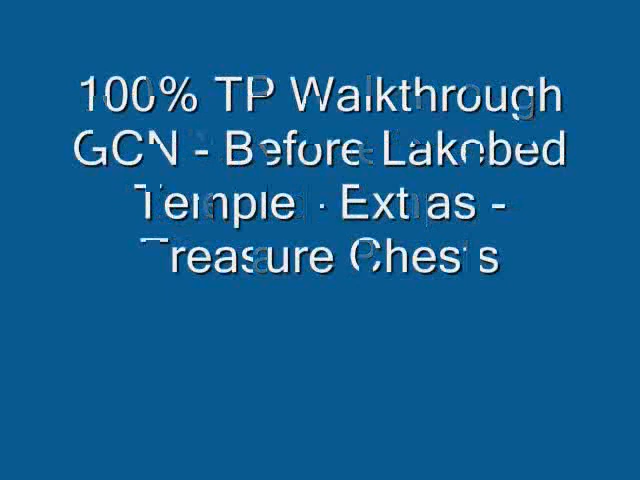 100% TP Walkthrough
GCN - Before Lakebed
Temple - Extras -
Treasure Chests